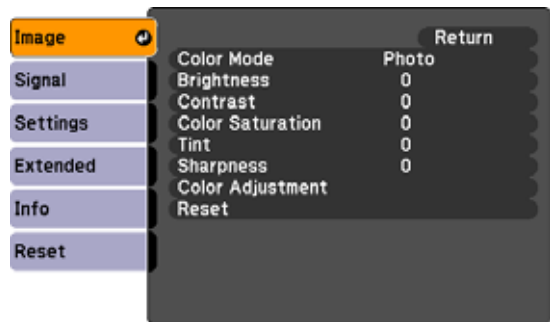 Image
Signal
Settings
Extended
Info
Reset
Return
Color Mode Photo
Brightness 0
Contrast 0
Color Saturation 0
Tint 0
Sharpness 0
Color Adjustment
Reset